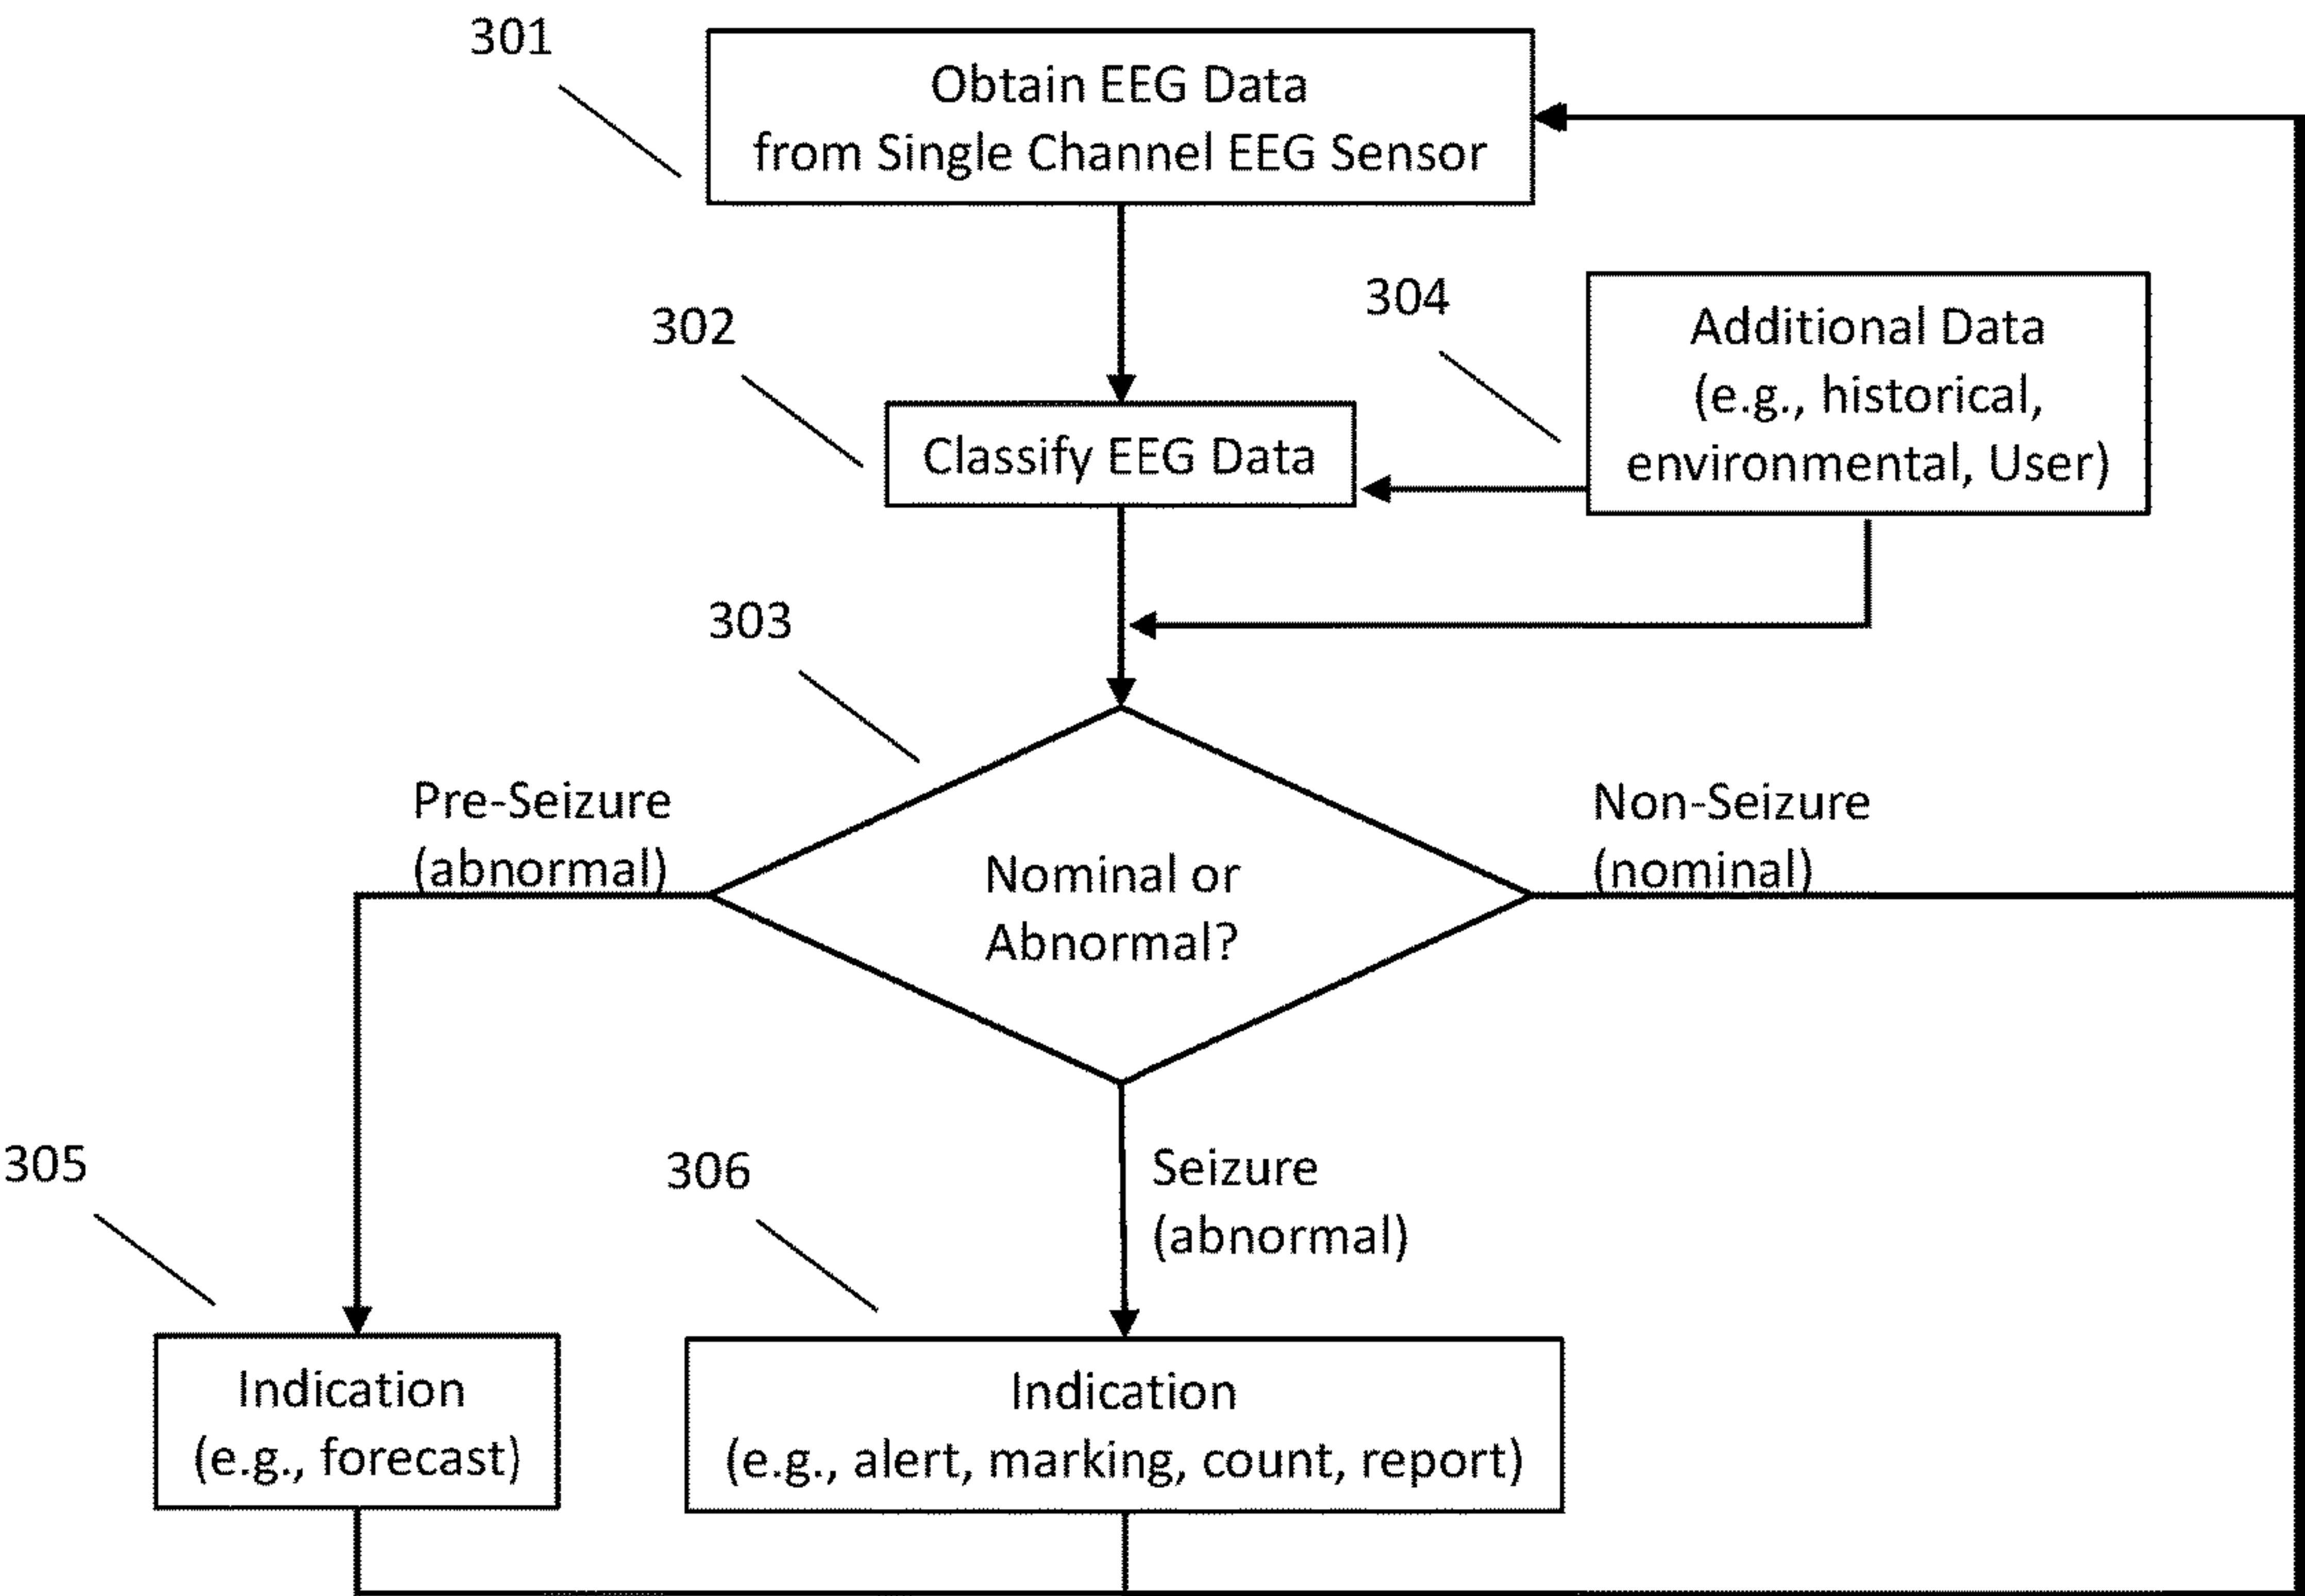 301
Obtain EEG Data
from Single Channel EEG Sensor
302
Classify EEG Data
304
Additional Data
(e.g., historical,
environmental, User)
303
Nominal or
Abnormal?
Pre-Seizure
(abnormal)
Non-Seizure
(nominal)
Seizure
(abnormal)
305
Indication
(e.g., forecast)
306
Indication
(e.g., alert, marking, count, report)